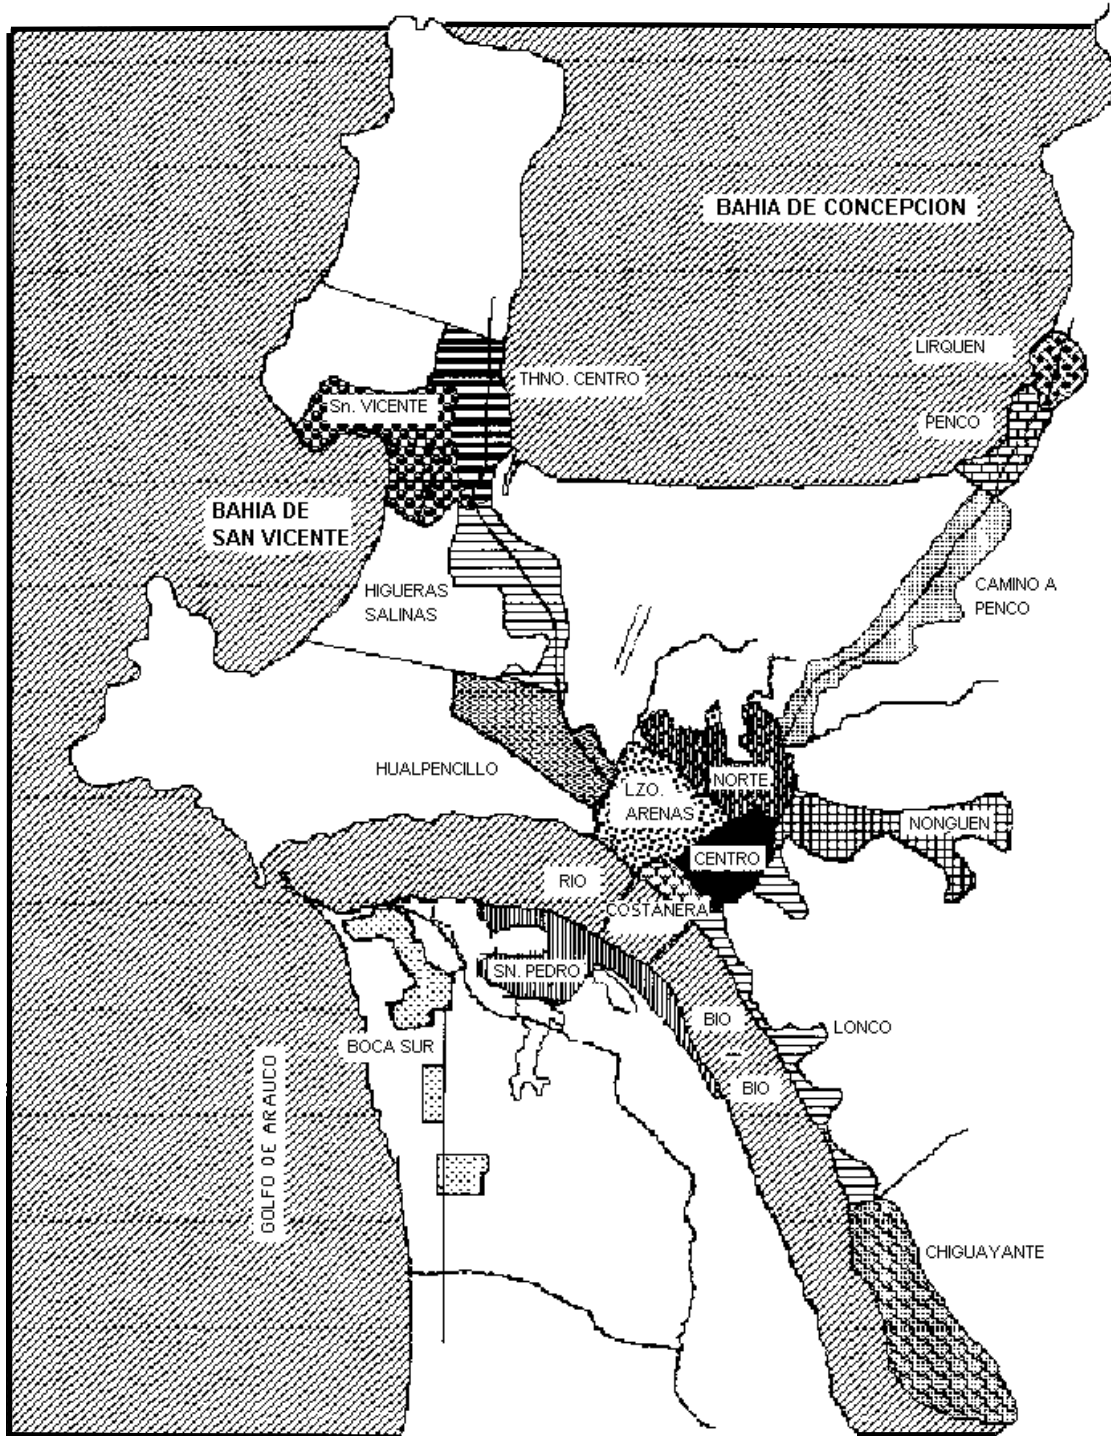 BAHIA DE CONCEPCION
LIRQUEN
THNO. CENTRO
Sn. VICENTE
PENCO
BAHIA DE
SAN VICENTE
HIGUERAS
SALINAS
CAMINO A
PENCO
HUALPENCILLO
NORTE
LZO.
ARENAS
NONGUEN
CENTRO
RIO
COSTANERA
SN. PEDRO
BIO
LONCO
BOCA SUR
BIO
GOLFO DE ARAUCO
CHIGUAYANTE